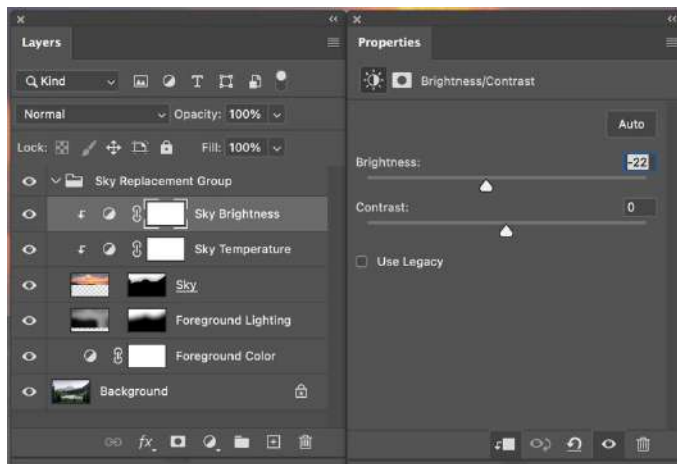 Layers
Kind
Normal
Opacity: 100%
Lock:
Fill: 100%
Sky Replacement Group
Sky Brightness
Sky Temperature
Sky
Foreground Lighting
Foreground Color
Background
fx
Properties
Brightness/Contrast
Auto
Brightness:
-22
Contrast:
0
Use Legacy